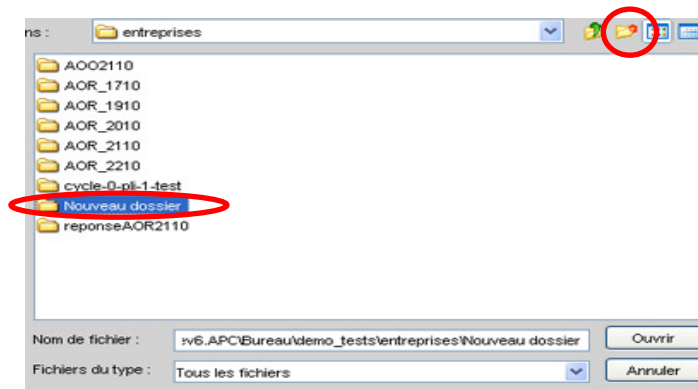 ns : entreprises
AOO2110
AOR_1710
AOR_1910
AOR_2010
AOR_2110
AOR_2210
cycle-0-pli-1-test
Nouveau dossier
reponseAOR2110
Nom de fichier : :v6.APC\Bureau\demo_tests\entreprises\Nouveau dossier Ouvrir
Fichiers du type : Tous les fichiers Annuler